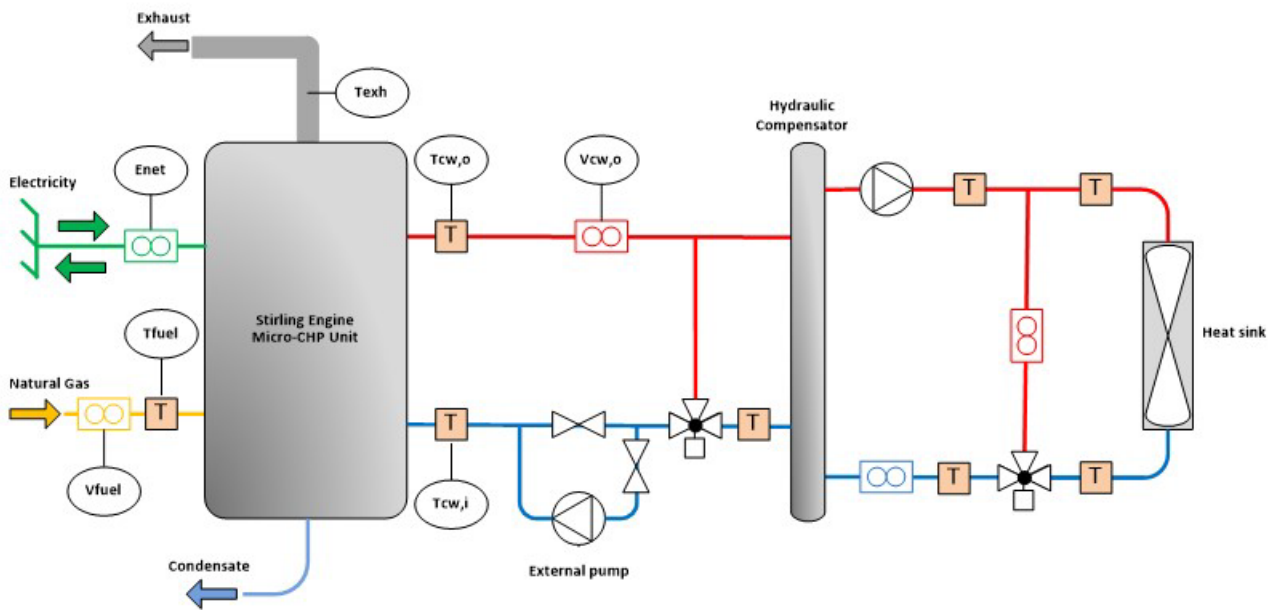 Exhaust
Texh
Hydraulic
Compensator
Tcw,o
Vcw,o
Enet
Electricity
T
T
T
Stirling Engine
Micro-CHP Unit
Tfuel
Heat sink
Natural Gas
T
T
T
T
T
Vfuel
Tcw,i
External pump
Condensate